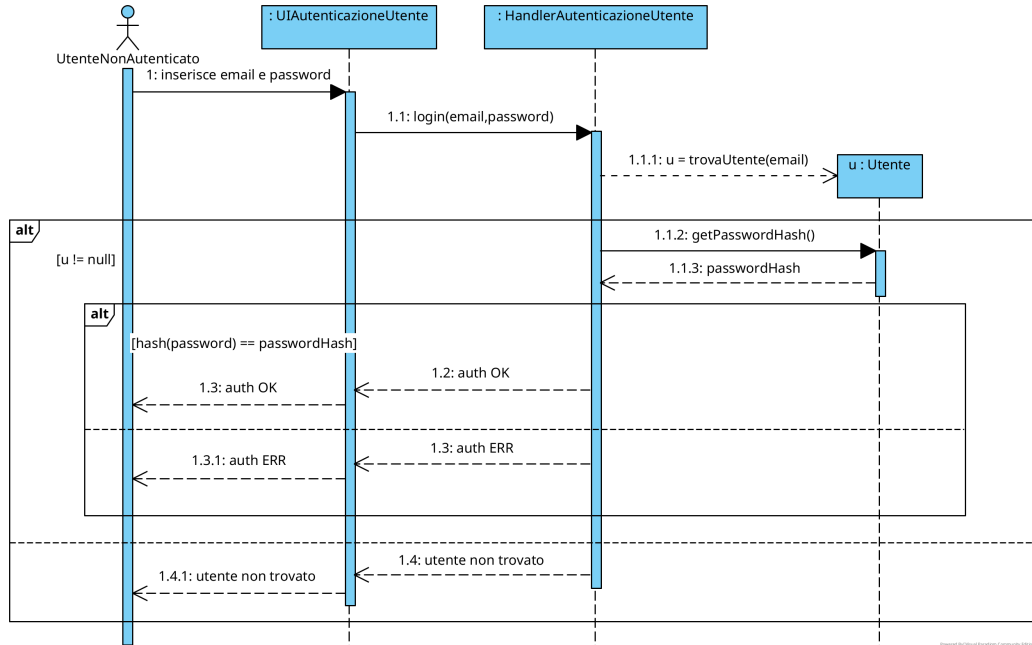 : UIAutenticazioneUtente
: HandlerAutenticazioneUtente
UtenteNonAutenticato
1: inserisce email e password
1.1: login(email,password)
1.1.1: u = trovaUtente(email)
u : Utente
alt
1.1.2: getPasswordHash()
[u != null]
1.1.3: passwordHash
alt
[hash(password) == passwordHash]
1.2: auth OK
1.3: auth OK
1.3: auth ERR
1.3.1: auth ERR
1.4: utente non trovato
1.4.1: utente non trovato